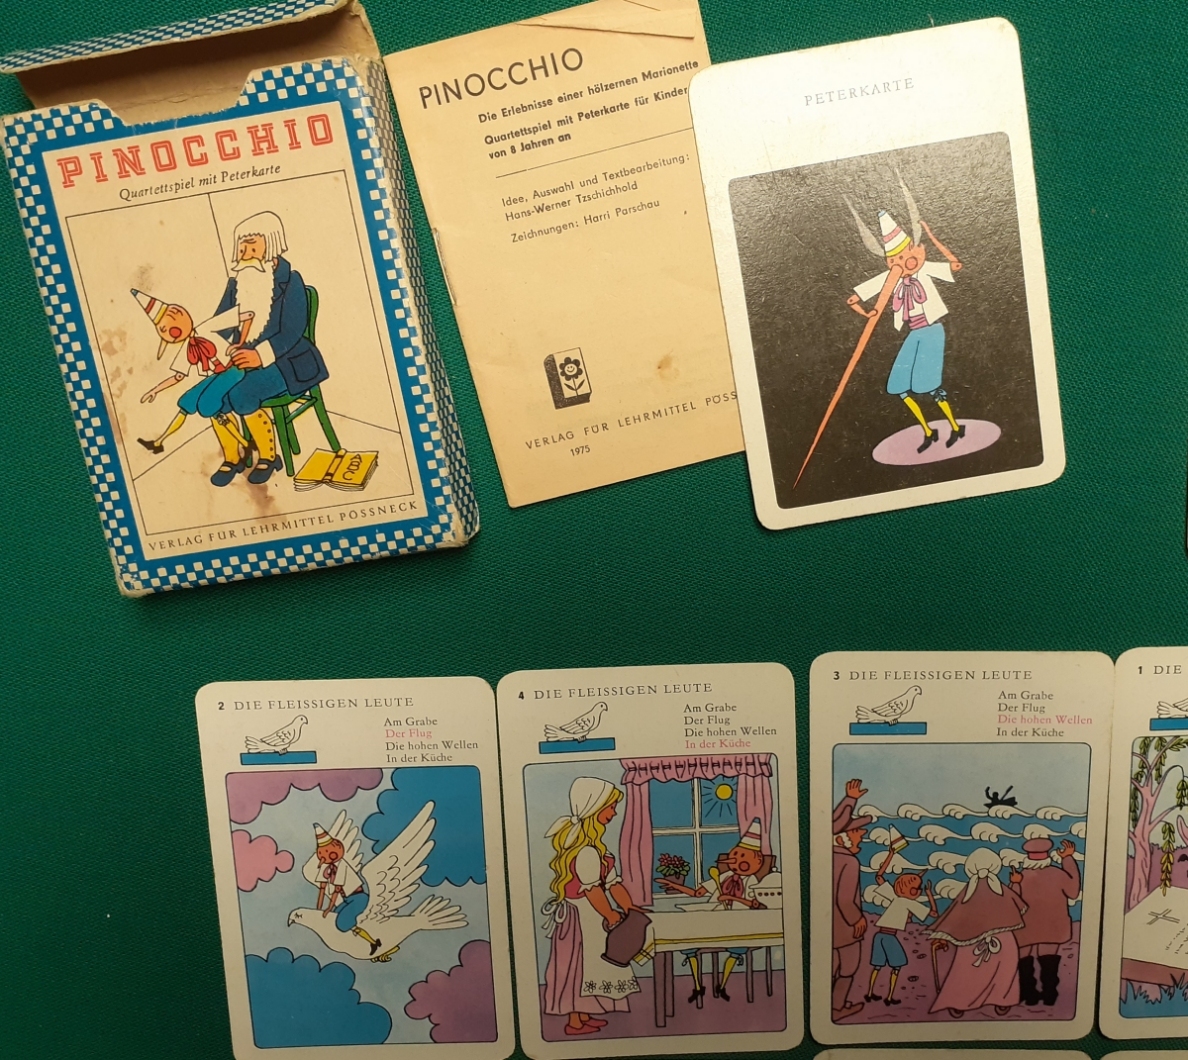 PINOCCHIO
Quartettspiel mit Peterkarte
ABC
VERLAG FÜR LEHRMITTEL PÖSSNECK
PINOCCHIO
Die Erlebnisse einer hölzernen Marionette
Quartettspiel mit Peterkarte für Kinder
von 8 Jahren an
Idee, Auswahl und Textbearbeitung:
Hans-Werner Tzschichhold
Zeichnungen: Harri Parschau
VERLAG FÜR LEHRMITTEL PÖSS
1975
PETERKARTE
2 DIE FLEISSIGEN LEUTE
Am Grabe
Der Flug
Die hohen Wellen
In der Küche
4 DIE FLEISSIGEN LEUTE
Am Grabe
Der Flug
Die hohen Wellen
In der Küche
3 DIE FLEISSIGEN LEUTE
Am Grabe
Der Flug
Die hohen Wellen
In der Küche
1 DIE